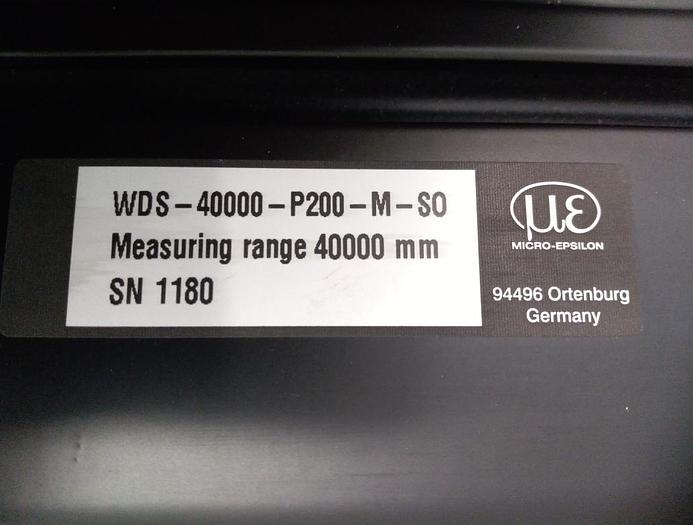 WDS-40000-P200-M-SO
Measuring range 40000 mm
SN 1180
με
MICRO-EPSILON
94496 Ortenburg
Germany